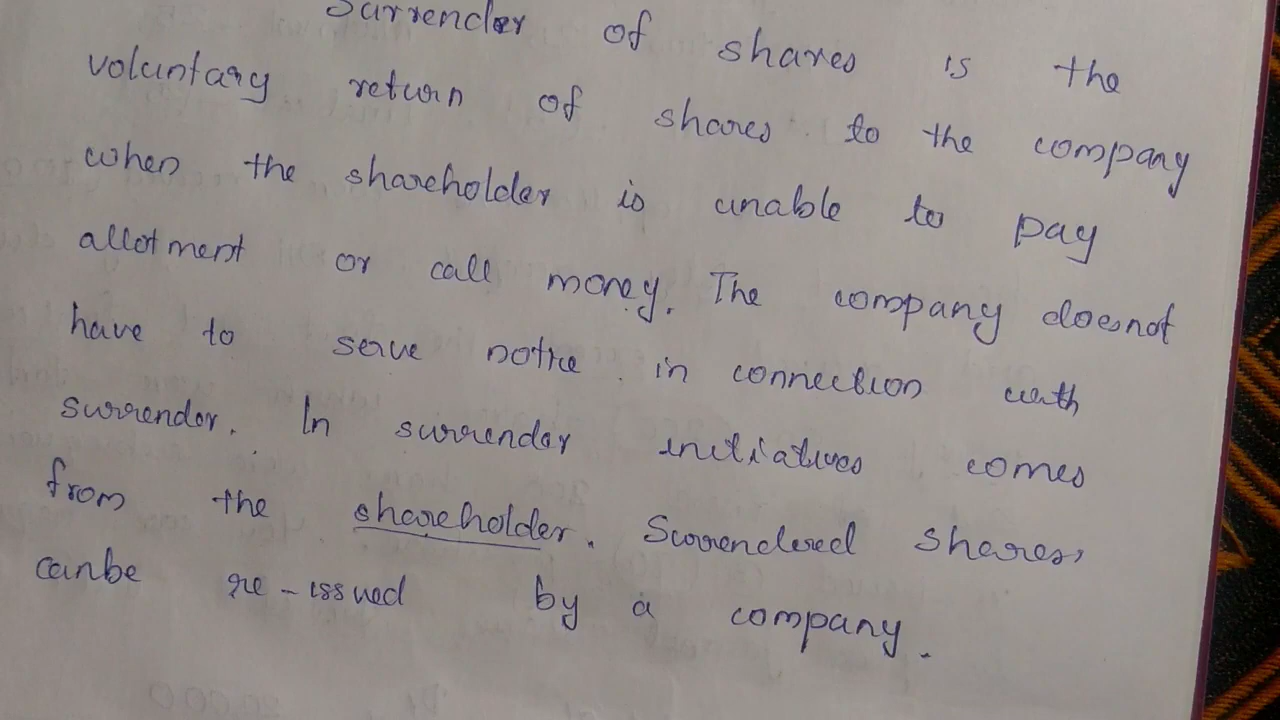 Surrender of shares is the
voluntary return of shares to the company
when the shareholder is unable to pay
allotment or call money. The company doesnot
have to serve notice in connection with
surrender. In surrender initiatives comes
from the shareholder. Surrendered shares,
canbe re-issued by a company.